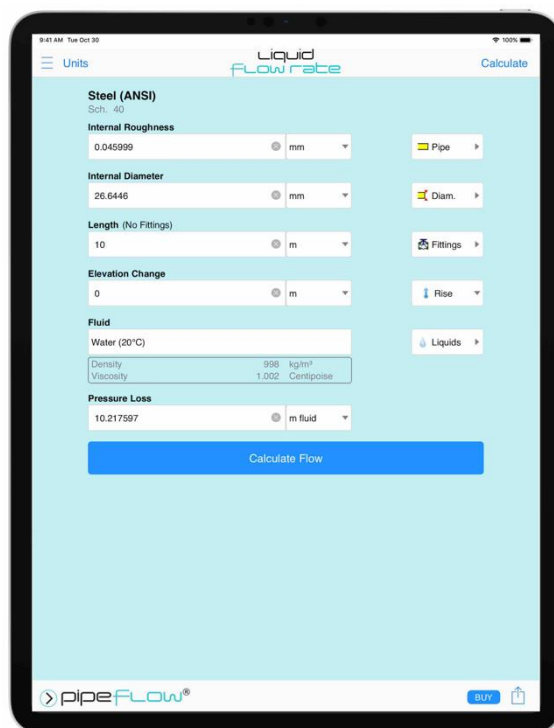 9:41 AM Tue Oct 30
100%
Units
Liquid
Flow rate
Calculate
Steel (ANSI)
Sch. 40
Internal Roughness
0.045999 mm Pipe
Internal Diameter
26.6446 mm Diam.
Length (No Fittings)
10 m Fittings
Elevation Change
0 m Rise
Fluid
Water (20°C) Liquids
Density 998 kg/m³
Viscosity 1.002 Centipoise
Pressure Loss
10.217597 m fluid
Calculate Flow
pipeFlow® BUY